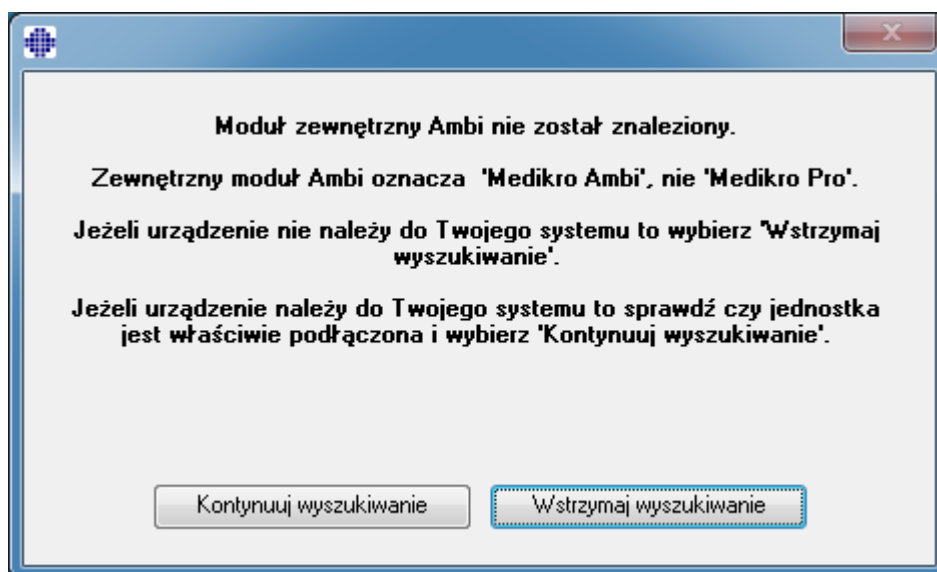 Moduł zewnętrzny Ambi nie został znaleziony.
Zewnętrzny moduł Ambi oznacza 'Medikro Ambi', nie 'Medikro Pro'.
Jeżeli urządzenie nie należy do Twojego systemu to wybierz 'Wstrzymaj
wyszukiwanie'.
Jeżeli urządzenie należy do Twojego systemu to sprawdź czy jednostka
jest właściwie podłączona i wybierz 'Kontynuuj wyszukiwanie'.
Kontynuuj wyszukiwanie
Wstrzymaj wyszukiwanie